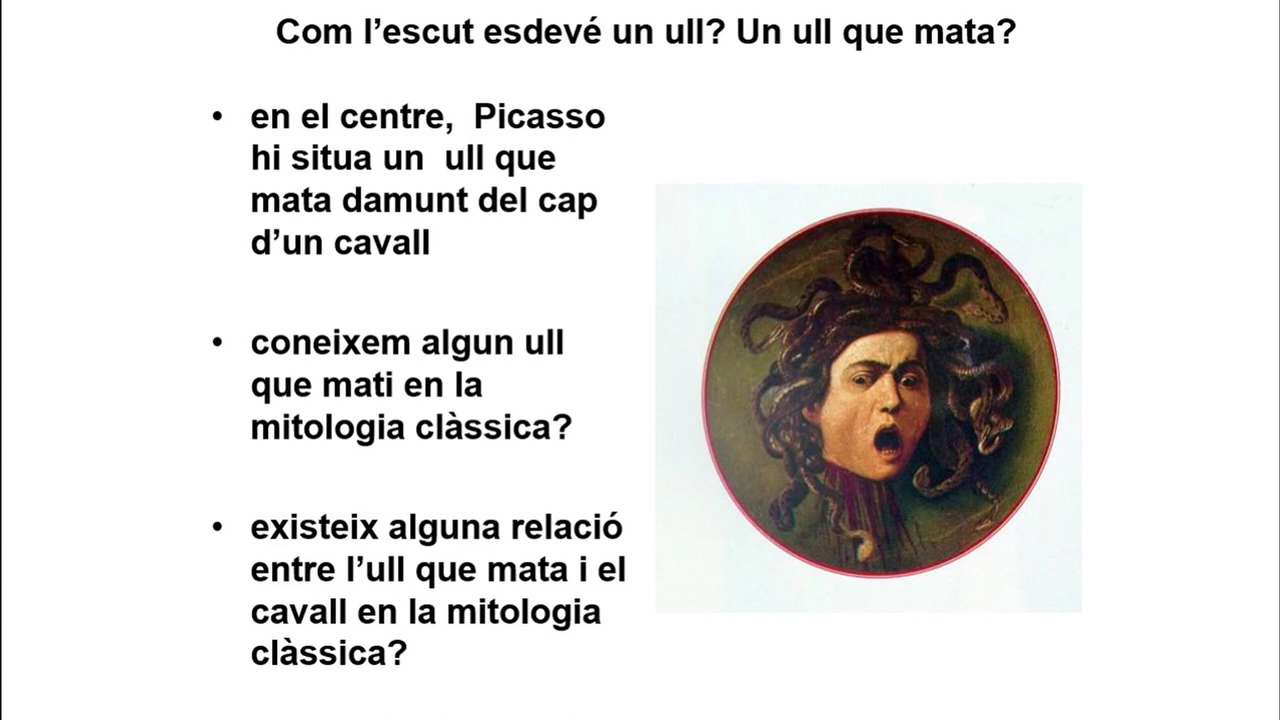 Com l’escut esdevé un ull? Un ull que mata?
• en el centre, Picasso
hi situa un ull que
mata damunt del cap
d’un cavall
• coneixem algun ull
que mati en la
mitologia clàssica?
• existeix alguna relació
entre l’ull que mata i el
cavall en la mitologia
clàssica?